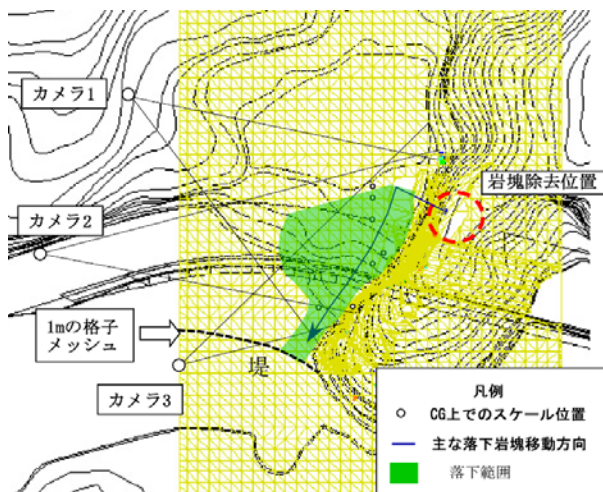 カメラ1
岩塊除去位置
カメラ2
1mの格子
メッシュ
堤
カメラ3
凡例
CG上でのスケール位置
主な落下岩塊移動方向
落下範囲